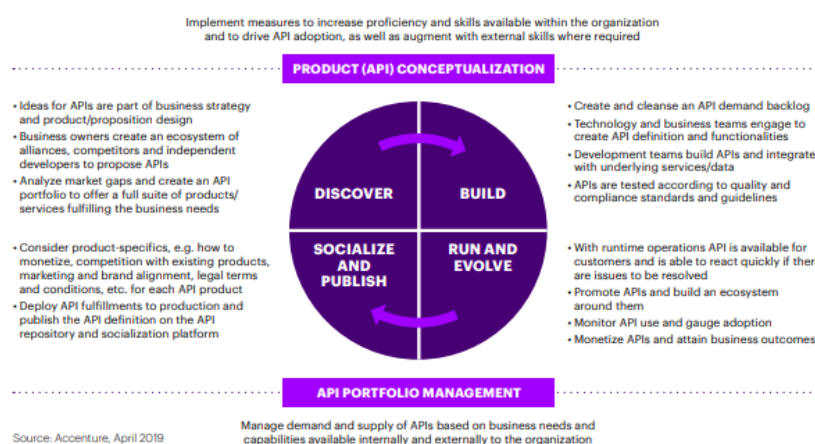 Implement measures to increase proficiency and skills available within the organization
and to drive API adoption, as well as augment with external skills where required
PRODUCT (API) CONCEPTUALIZATION
• Ideas for APIs are part of business strategy
and product/proposition design
• Business owners create an ecosystem of
alliances, competitors and independent
developers to propose APIs
• Analyze market gaps and create an API
portfolio to offer a full suite of products/
services fulfilling the business needs
• Create and cleanse an API demand backlog
• Technology and business teams engage to
create API definition and functionalities
• Development teams build APIs and integrate
with underlying services/data
• APIs are tested according to quality and
compliance standards and guidelines
DISCOVER
BUILD
SOCIALIZE
AND
PUBLISH
RUN AND
EVOLVE
• Consider product-specifics, e.g. how to
monetize, competition with existing products,
marketing and brand alignment, legal terms
and conditions, etc. for each API product
• Deploy API fulfillments to production and
publish the API definition on the API
repository and socialization platform
• With runtime operations API is available for
customers and is able to react quickly if there
are issues to be resolved
• Promote APIs and build an ecosystem
around them
• Monitor API use and gauge adoption
• Monetize APIs and attain business outcomes
API PORTFOLIO MANAGEMENT
Manage demand and supply of APIs based on business needs and
capabilities available internally and externally to the organization
Source: Accenture, April 2019